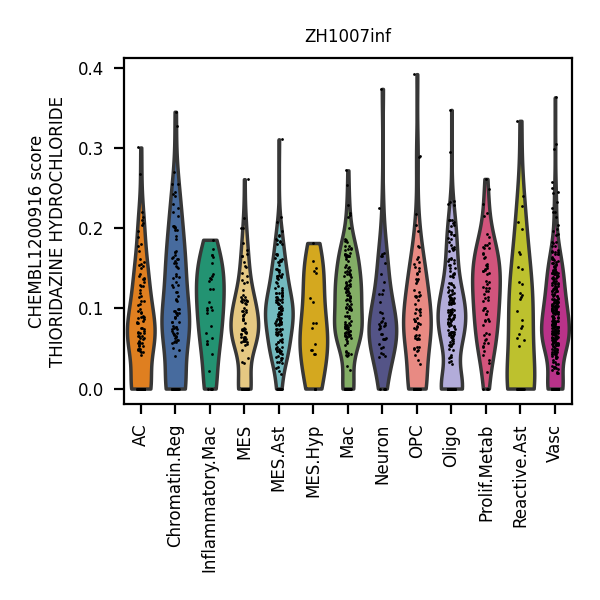 ZH1007inf
CHEMBL1200916 score
THIORIDAZINE HYDROCHLORIDE
0.4
0.3
0.2
0.1
0.0
AC
Chromatin.Reg
Inflammatory.Mac
MES
MES.Ast
MES.Hyp
Mac
Neuron
OPC
Oligo
Prolif.Metab
Reactive.Ast
Vasc